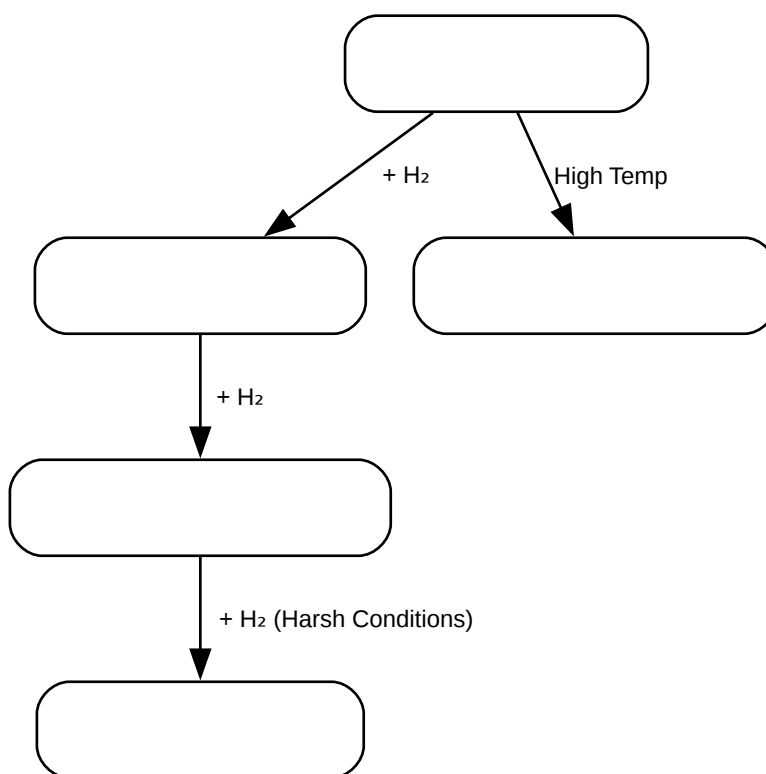 + H₂
High Temp
+ H₂
+ H₂ (Harsh Conditions)